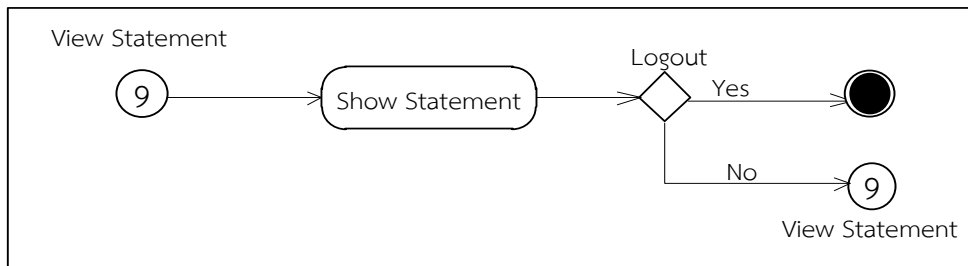 View Statement
9
Show Statement
Logout
Yes
No
9
View Statement